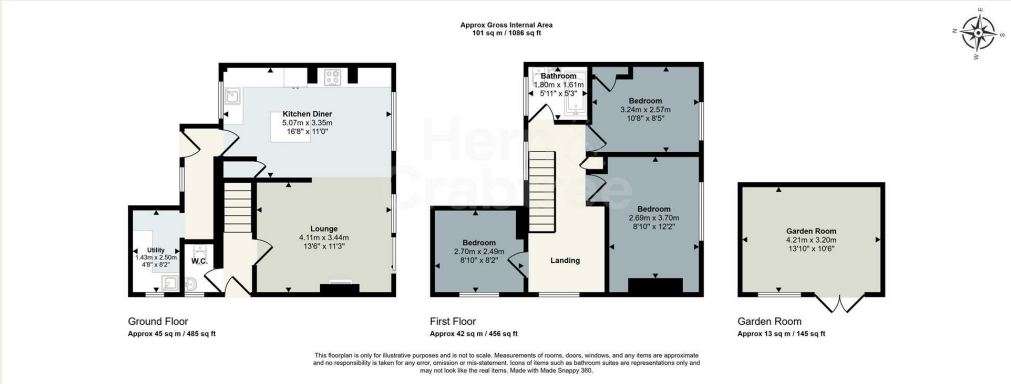 Approx Gross Internal Area
101 sq m / 1086 sq ft
N
E
S
W
Kitchen Diner
5.07m x 3.35m
16'8" x 11'0"
Lounge
4.11m x 3.44m
13'6" x 11'3"
Utility
1.43m x 2.50m
4'8" x 8'2"
W.C.
Ground Floor
Approx 45 sq m / 485 sq ft
Bathroom
1.80m x 1.61m
5'11" x 5'3"
Bedroom
3.24m x 2.57m
10'8" x 8'5"
Bedroom
2.69m x 3.70m
8'10" x 12'2"
Bedroom
2.70m x 2.49m
8'10" x 8'2"
Landing
First Floor
Approx 42 sq m / 456 sq ft
Garden Room
4.21m x 3.20m
13'10" x 10'6"
Garden Room
Approx 13 sq m / 145 sq ft
Hern
Crabtree
This floorplan is only for illustrative purposes and is not to scale. Measurements of rooms, doors, windows, and any items are approximate
and no responsibility is taken for any error, omission or mis-statement. Icons of items such as bathroom suites are representations only and
may not look like the real items. Made with Made Snappy 360.